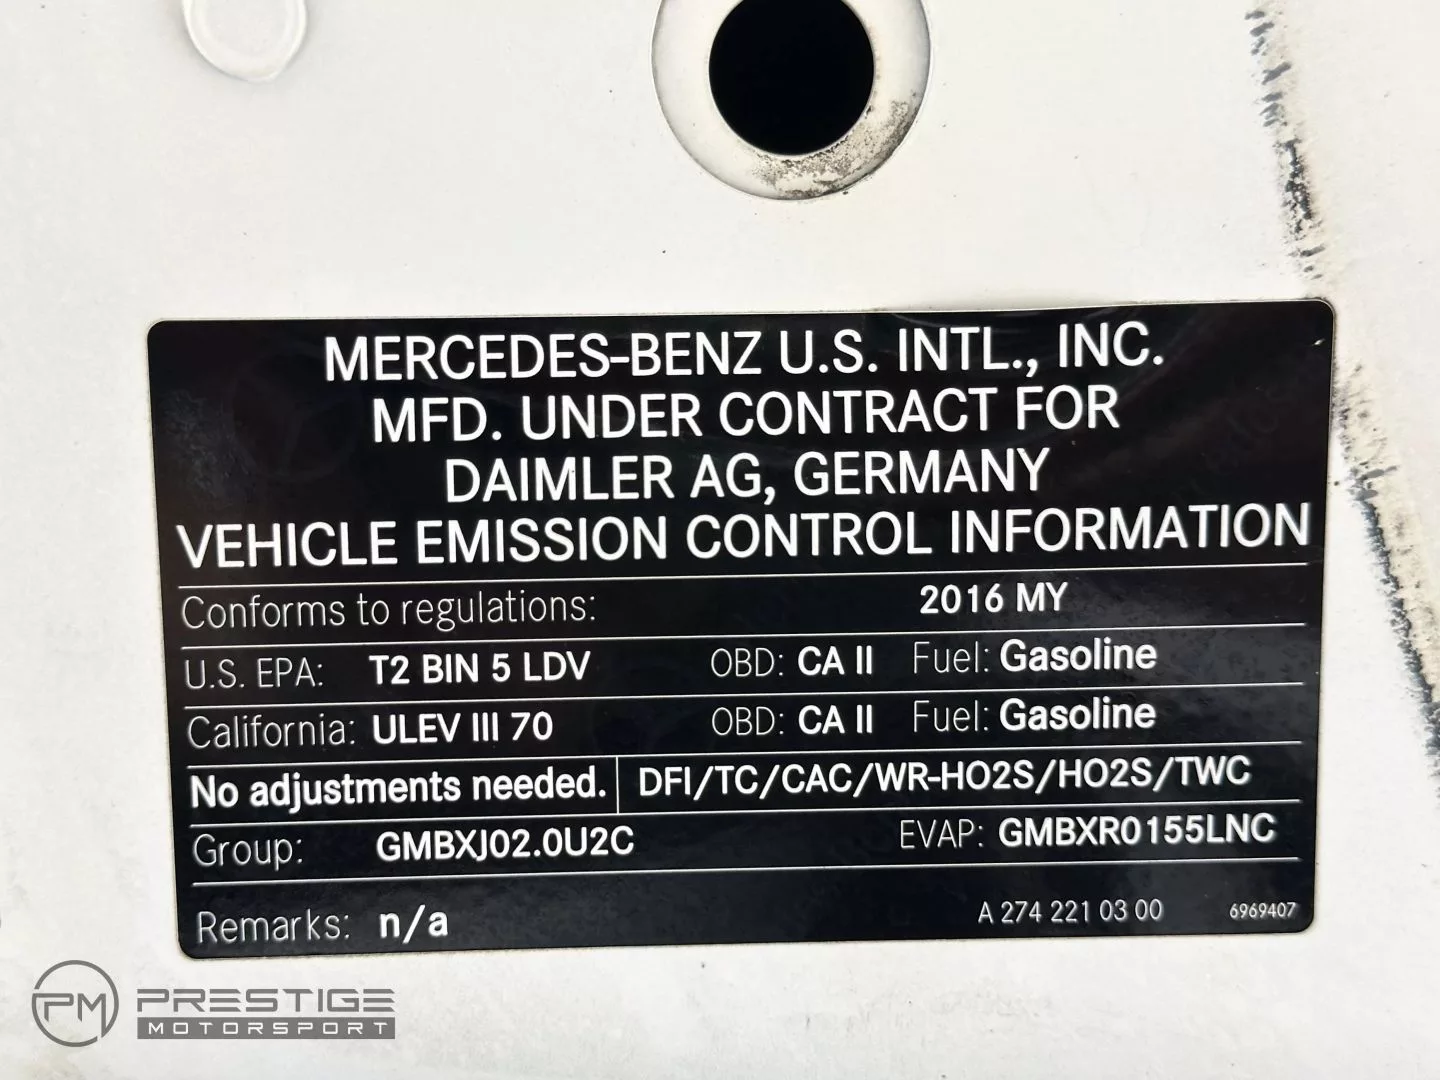 MERCEDES-BENZ U.S. INTL., INC.
MFD. UNDER CONTRACT FOR
DAIMLER AG, GERMANY
VEHICLE EMISSION CONTROL INFORMATION
Conforms to regulations: 2016 MY
U.S. EPA: T2 BIN 5 LDV OBD: CA II Fuel: Gasoline
California: ULEV III 70 OBD: CA II Fuel: Gasoline
No adjustments needed. DFI/TC/CAC/WR-HO2S/HO2S/TWC
Group: GMBXJ02.0U2C EVAP: GMBXR0155LNC
Remarks: n/a A 274 221 03 00 6969407
PM PRESTIGE
MOTORSPORT